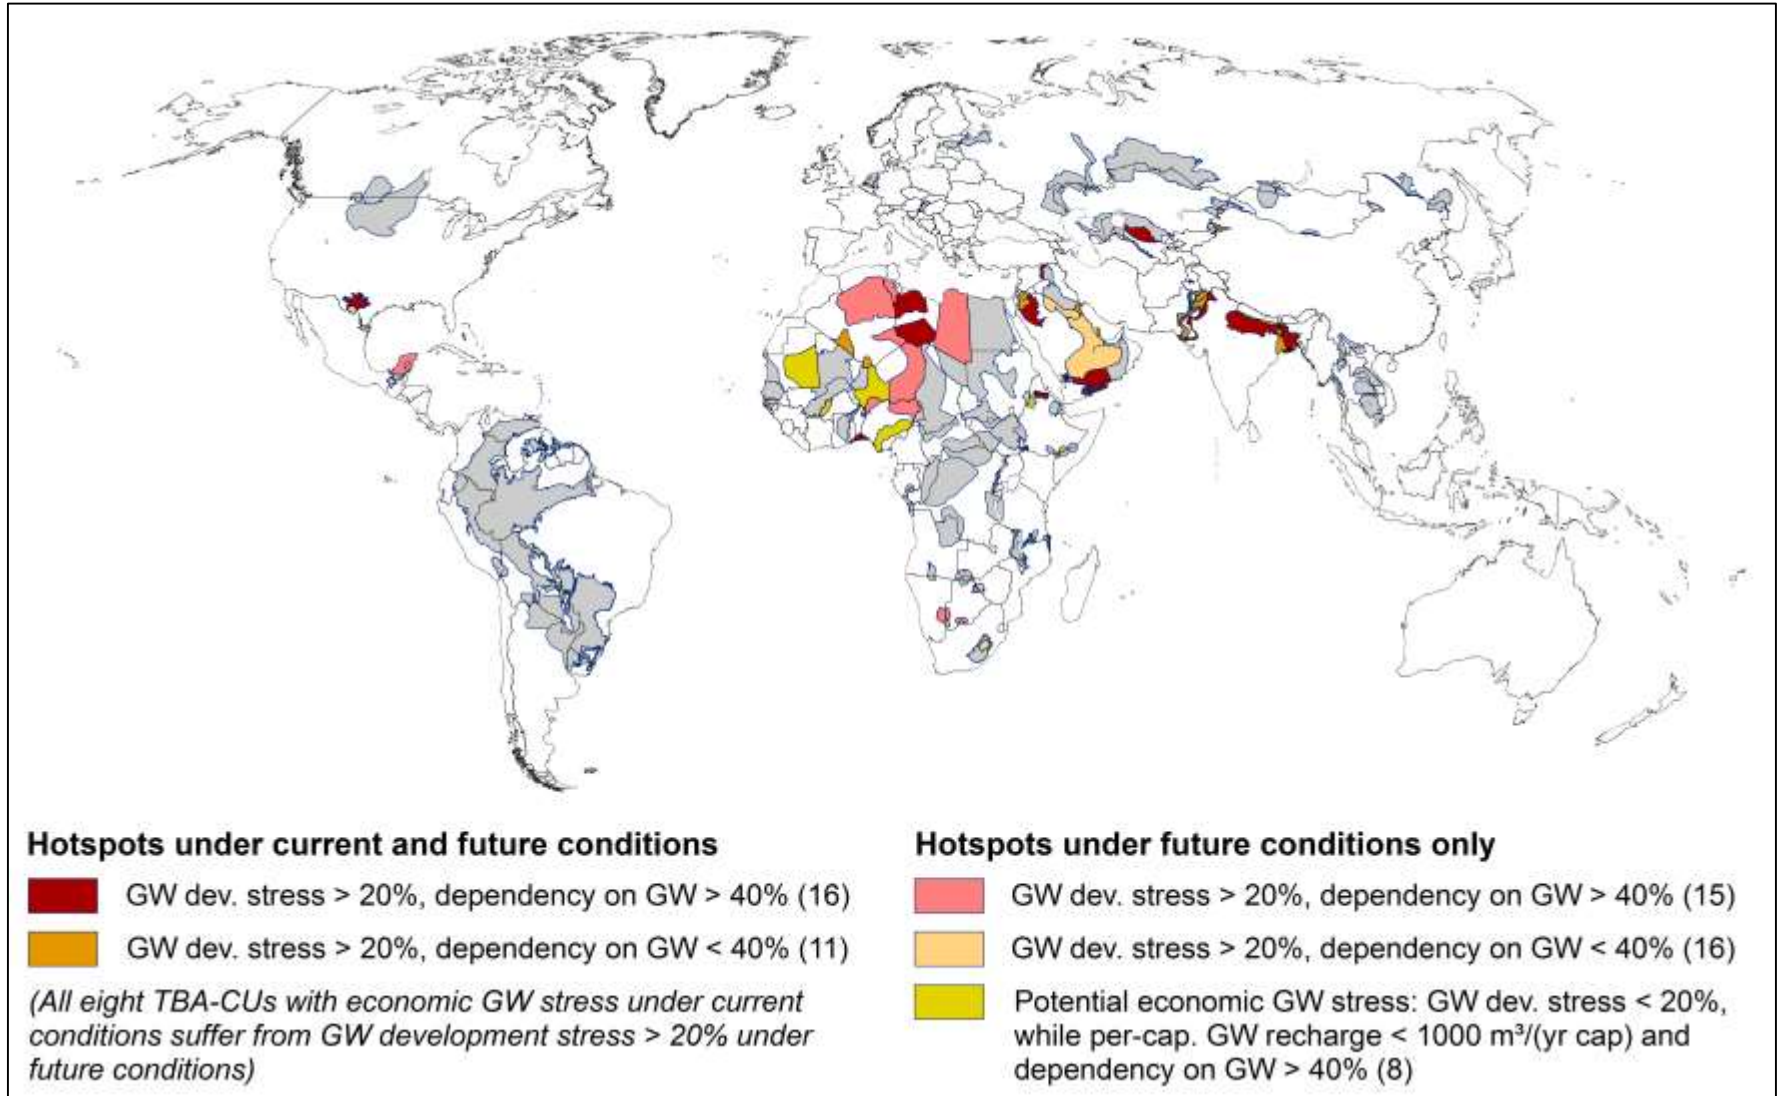 Hotspots under current and future conditions
GW dev. stress > 20%, dependency on GW > 40% (16)
GW dev. stress > 20%, dependency on GW < 40% (11)
(All eight TBA-CUs with economic GW stress under current
conditions suffer from GW development stress > 20% under
future conditions)
Hotspots under future conditions only
GW dev. stress > 20%, dependency on GW > 40% (15)
GW dev. stress > 20%, dependency on GW < 40% (16)
Potential economic GW stress: GW dev. stress < 20%,
while per-cap. GW recharge < 1000 m³/(yr cap) and
dependency on GW > 40% (8)